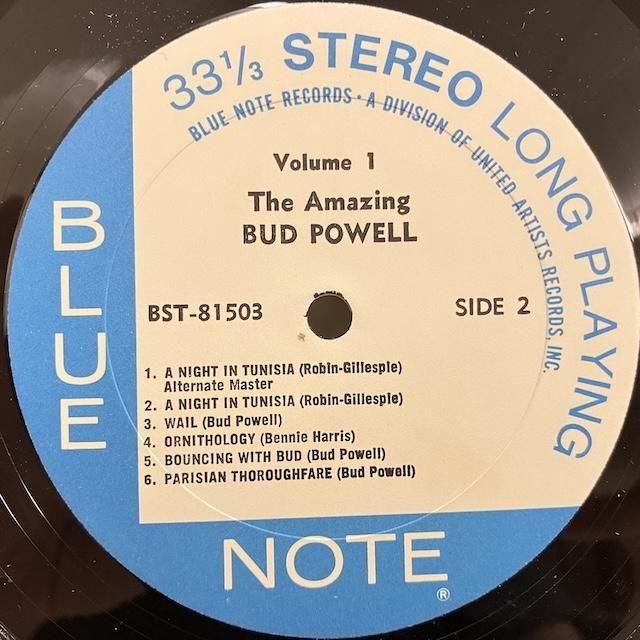 33⅓ STEREO LONG PLAYING
BLUE NOTE RECORDS • A DIVISION OF UNITED ARTISTS RECORDS, INC.
Volume 1
The Amazing
BUD POWELL
BST-81503
SIDE 2
1. A NIGHT IN TUNISIA (Robin-Gillespie)
Alternate Master
2. A NIGHT IN TUNISIA (Robin-Gillespie)
3. WAIL (Bud Powell)
4. ORNITHOLOGY (Bennie Harris)
5. BOUNCING WITH BUD (Bud Powell)
6. PARISIAN THOROUGHFARE (Bud Powell)
BLUE
NOTE®